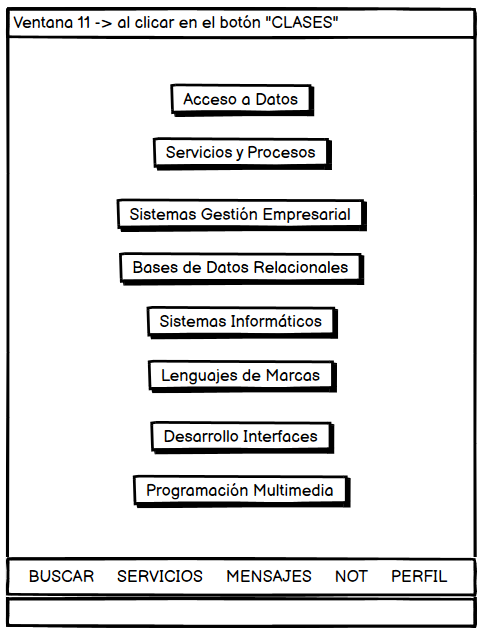 Ventana 11 -> al clicar en el botón "CLASES"
Acceso a Datos
Servicios y Procesos
Sistemas Gestión Empresarial
Bases de Datos Relacionales
Sistemas Informáticos
Lenguajes de Marcas
Desarrollo Interfaces
Programación Multimedia
BUSCAR SERVICIOS MENSAJES NOT PERFIL